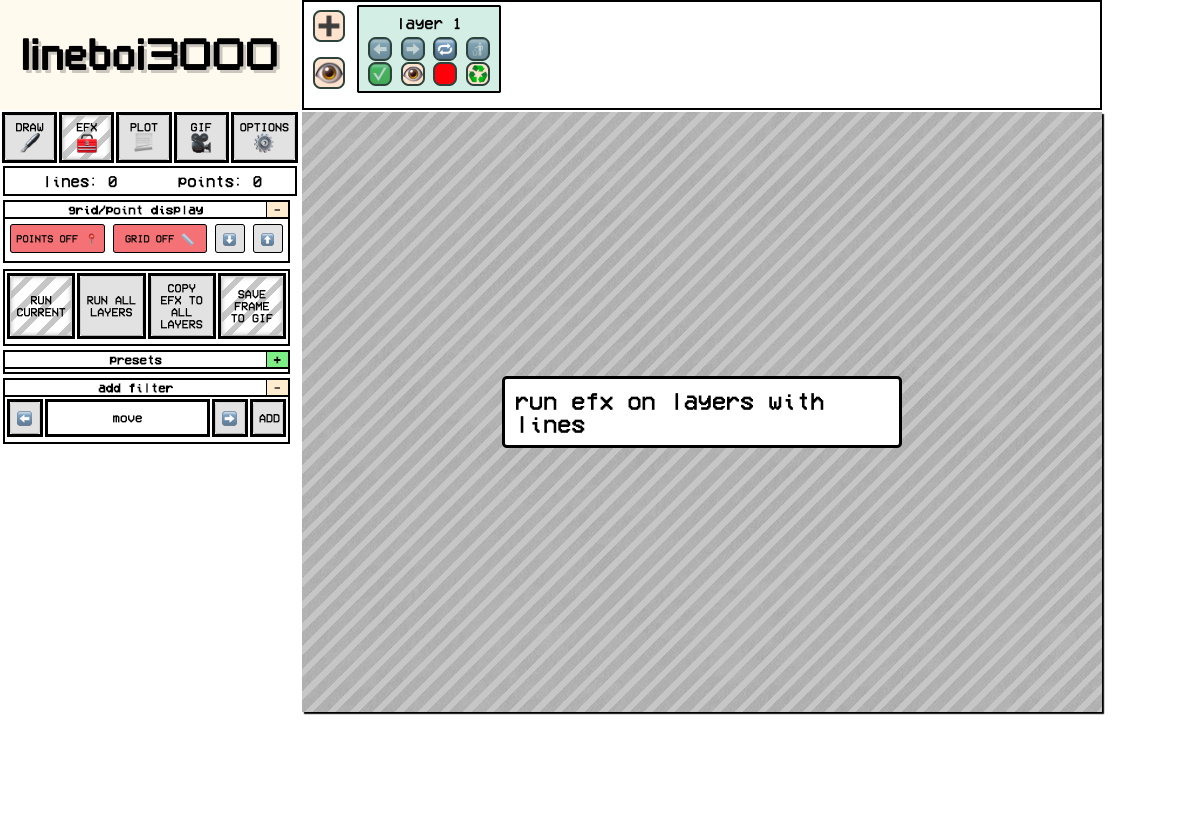 lineboi3000
layer 1
DRAW
EFX
PLOT
GIF
OPTIONS
lines: 0 points: 0
grid/point display -
POINTS OFF
GRID OFF
RUN
CURRENT
RUN ALL
LAYERS
COPY
EFX TO
ALL
LAYERS
SAVE
FRAME
TO GIF
presets +
add filter -
move
ADD
run efx on layers with
lines